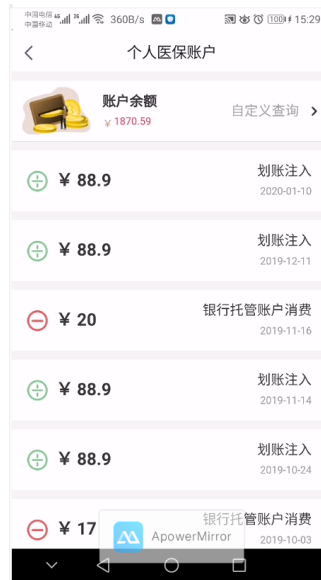 中国电信 中国移动 360B/s 100 15:29
个人医保账户
账户余额
¥ 1870.59
自定义查询
¥ 88.9
划账注入
2020-01-10
¥ 88.9
划账注入
2019-12-11
¥ 20
银行托管账户消费
2019-11-16
¥ 88.9
划账注入
2019-11-14
¥ 88.9
划账注入
2019-10-24
¥ 17
银行托管账户消费
2019-10-03
ApowerMirror